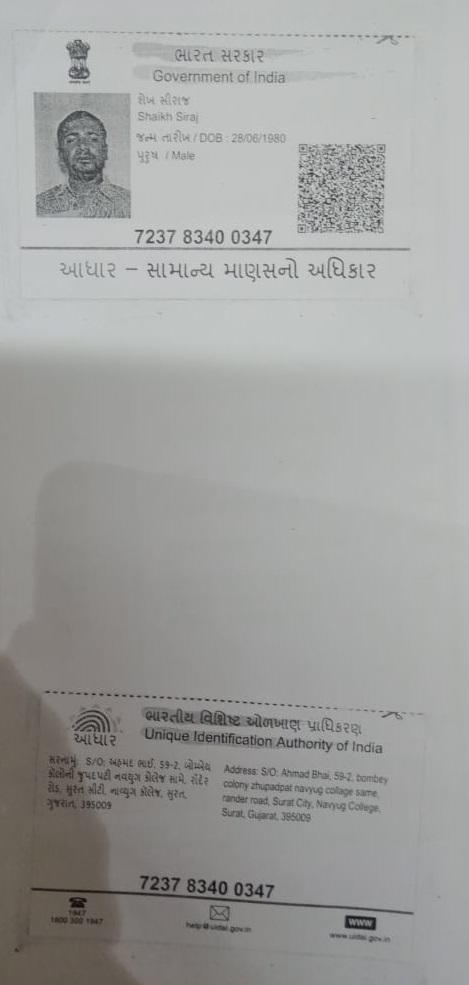 ભારત સરકાર
Government of India
શેખ સીરાજ
Shaikh Siraj
જન્મ તારીખ / DOB : 28/06/1980
પુરુષ / Male
7237 8340 0347
આધાર – સામાન્ય માણસનો અધિકાર
આધાર
ભારતીય વિશિષ્ટ ઓળખાણ પ્રાધિકરણ
Unique Identification Authority of India
સરનામું: S/O: અહમદ ભાઈ, 59-2, બોમ્બેય
કોલોની જુપદપટી નવયુગ કોલેજ સામે, રાંદેર
રોડ, સુરત સીટી, નાવ્યુગ કોલેજ, સુરત,
ગુજરાત, 395009
Address: S/O: Ahmad Bhai, 59-2, bombey
colony zhupadpat navyug collage same,
rander road, Surat City, Navyug College,
Surat, Gujarat, 395009
7237 8340 0347
1947
1800 300 1947
help@uidai.gov.in
www
www.uidai.gov.in